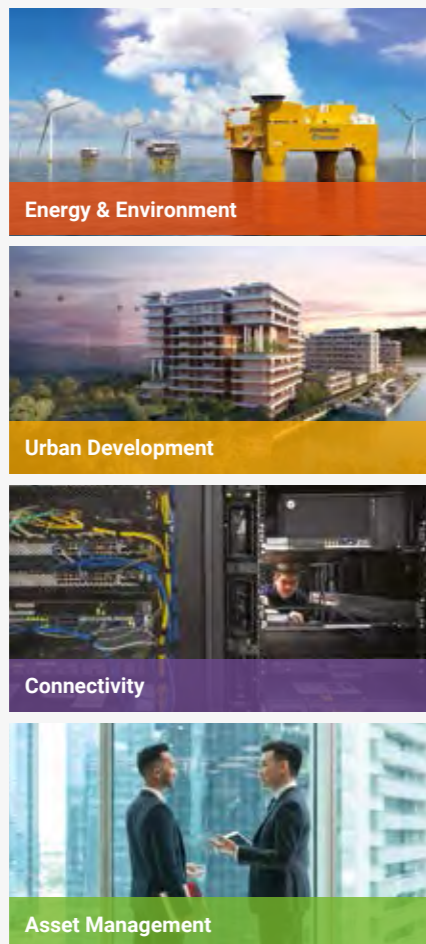 Energy & Environment
Urban Development
Connectivity
Asset Management